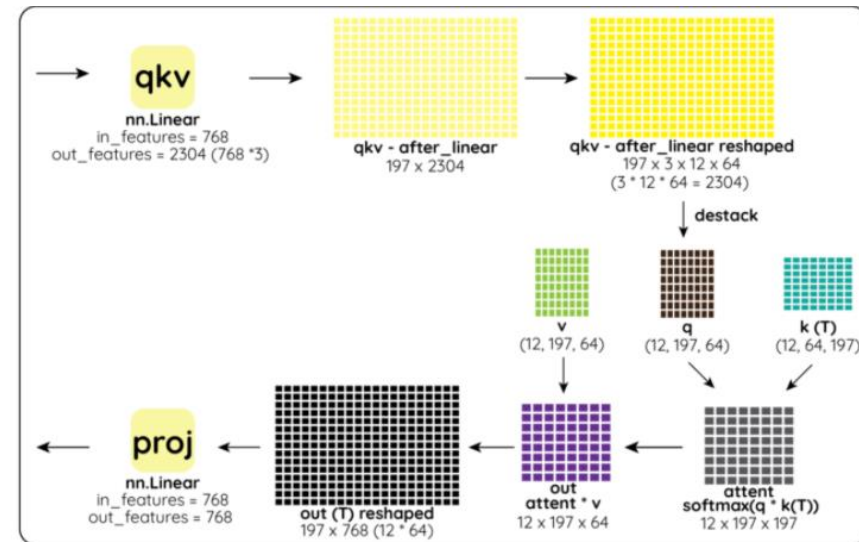 qkv
nn.Linear
in_features = 768
out_features = 2304 (768 *3)
qkv - after_linear
197 x 2304
qkv - after_linear reshaped
197 x 3 x 12 x 64
(3 * 12 * 64 = 2304)
destack
v
(12, 197, 64)
q
(12, 197, 64)
k (T)
(12, 64, 197)
proj
nn.Linear
in_features = 768
out_features = 768
out (T) reshaped
197 x 768 (12 * 64)
out
attent * v
12 x 197 x 64
attent
softmax(q * k(T))
12 x 197 x 197